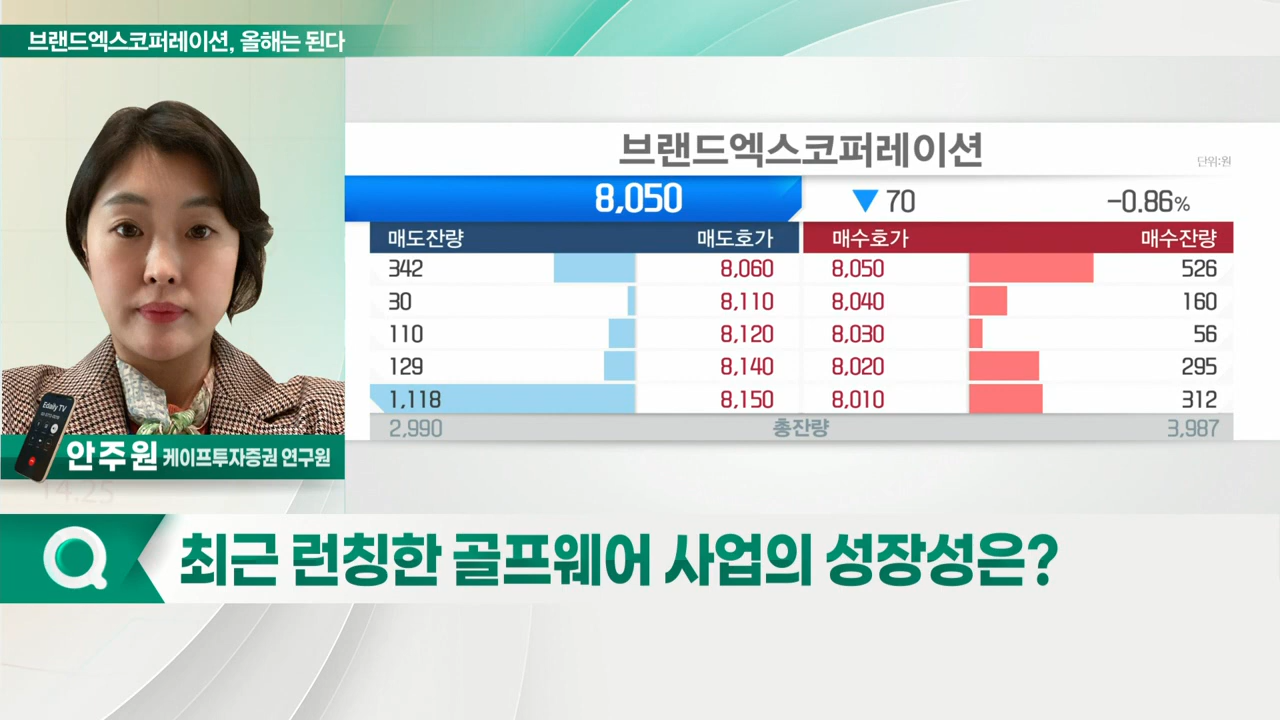 브랜드엑스코퍼레이션, 올해는 된다
브랜드엑스코퍼레이션
단위:원
8,050 ▼ 70 -0.86%
매도잔량 매도호가 매수호가 매수잔량
342 8,060 8,050 526
30 8,110 8,040 160
110 8,120 8,030 56
129 8,140 8,020 295
1,118 8,150 8,010 312
2,990 총잔량 3,987
Edaily TV
안주원 케이프투자증권 연구원
14:25
Q 최근 런칭한 골프웨어 사업의 성장성은?